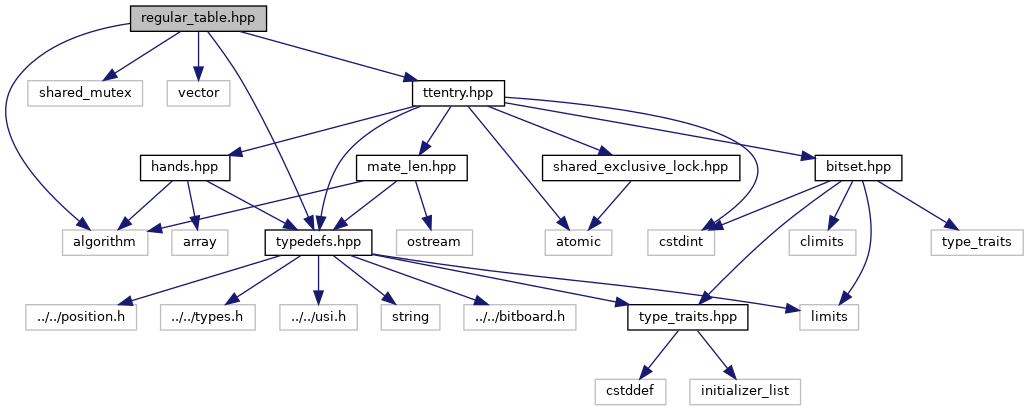 regular_table.hpp
shared_mutex
vector
ttentry.hpp
hands.hpp
mate_len.hpp
shared_exclusive_lock.hpp
bitset.hpp
algorithm
array
typedefs.hpp
ostream
atomic
cstdint
climits
type_traits
../../position.h
../../types.h
../../usi.h
string
../../bitboard.h
type_traits.hpp
limits
cstddef
initializer_list